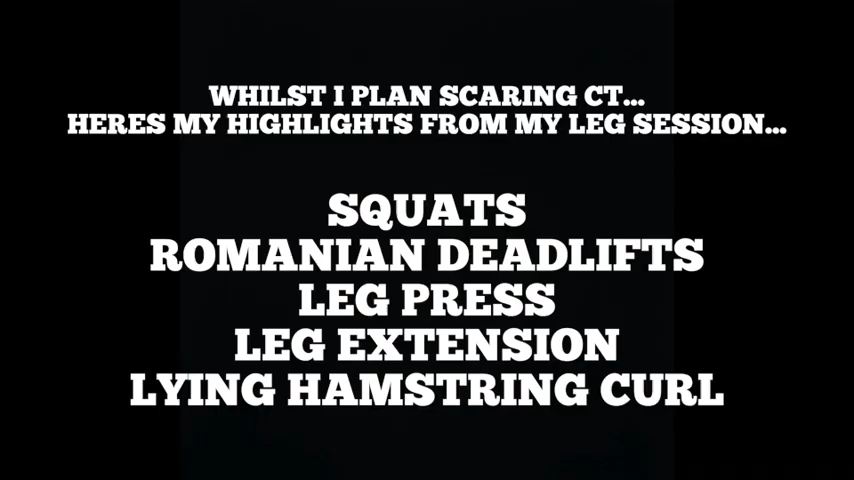 WHILST I PLAN SCARING CT...
HERES MY HIGHLIGHTS FROM MY LEG SESSION...
SQUATS
ROMANIAN DEADLIFTS
LEG PRESS
LEG EXTENSION
LYING HAMSTRING CURL